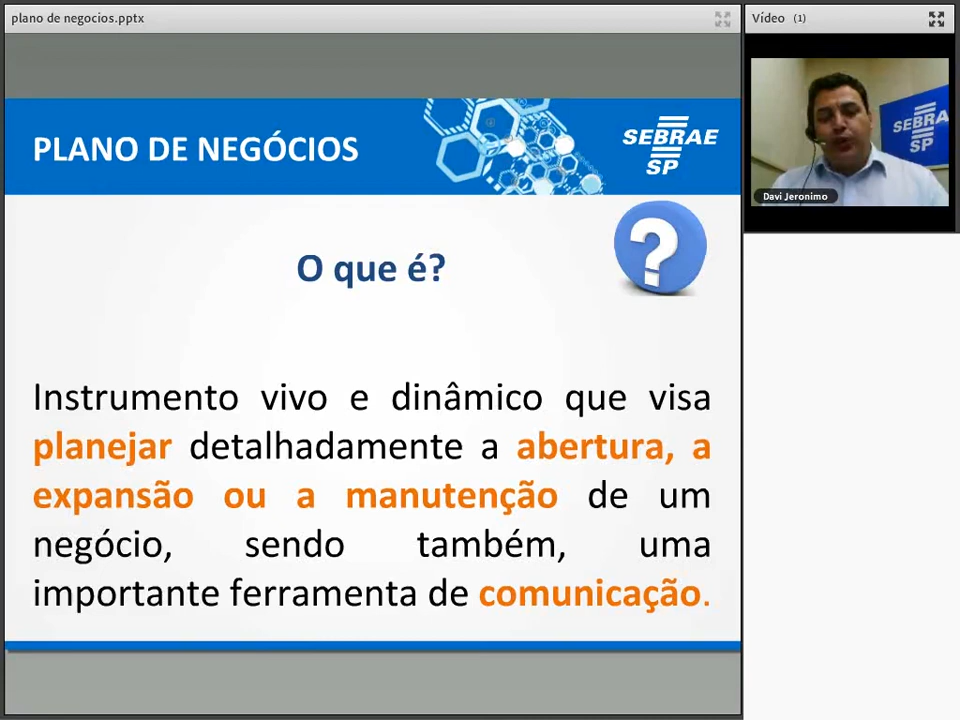 plano de negocios.pptx
Vídeo (1)
PLANO DE NEGÓCIOS
SEBRAE
SP
SEBRAE
SP
Davi Jeronimo
O que é?
?
Instrumento vivo e dinâmico que visa
planejar detalhadamente a abertura, a
expansão ou a manutenção de um
negócio, sendo também, uma
importante ferramenta de comunicação.